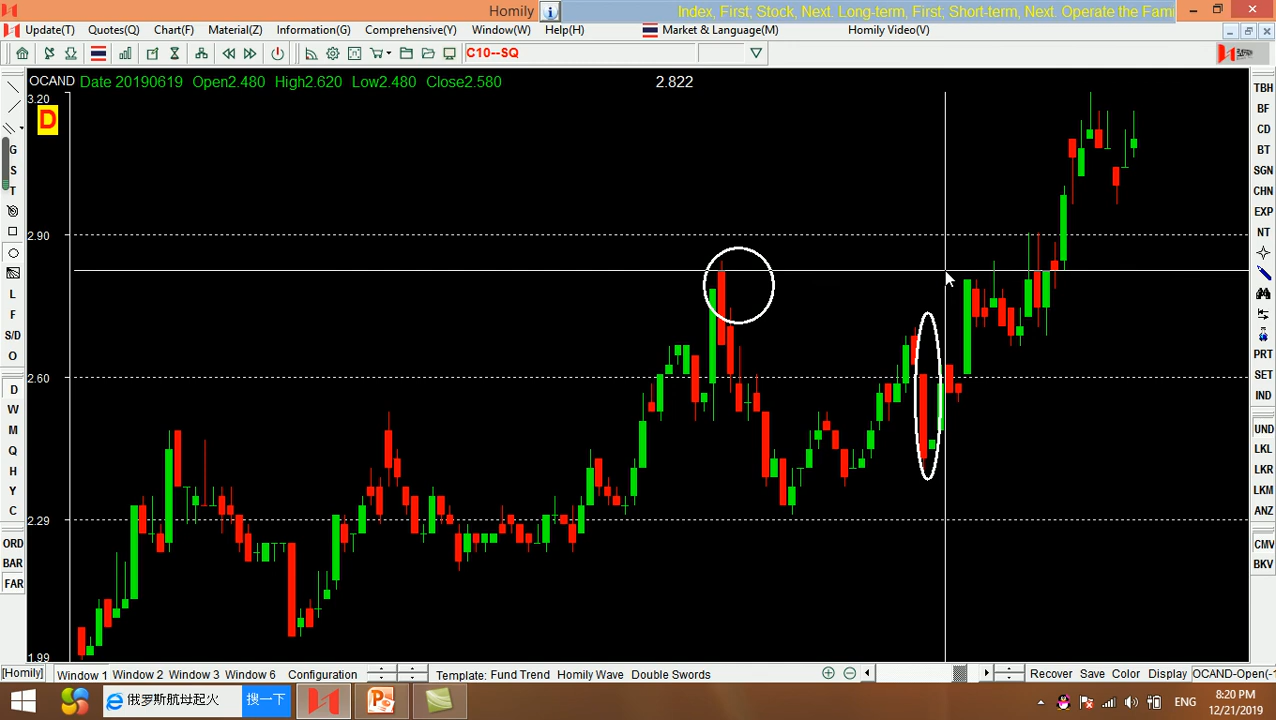 Homily
Index, First; Stock, Next. Long-term, First; Short-term, Next. Operate the Fami
Update(T) Quotes(Q) Chart(F) Material(Z) Information(G) Comprehensive(Y) Window(W) Help(H) Market & Language(M) Homily Video(V)
C10--SQ
OCAND Date 20190619 Open2.480 High2.620 Low2.480 Close2.580 2.822
3.20
D
2.90
2.60
2.29
1.99
G
S
T
L
F
S/D
O
D
W
M
Q
H
Y
C
ORD
BAR
FAR
TBH
BF
CD
BT
SGN
CHN
EXP
NT
PRT
SET
IND
UND
LKL
LKR
LKM
ANZ
CMV
BKV
[Homily] Window 1 Window 2 Window 3 Window 6 Configuration Template: Fund Trend Homily Wave Double Swords Recover Save Color Display OCAND-Open(-
俄罗斯航母起火 搜一下 ENG
8:20 PM
12/21/2019